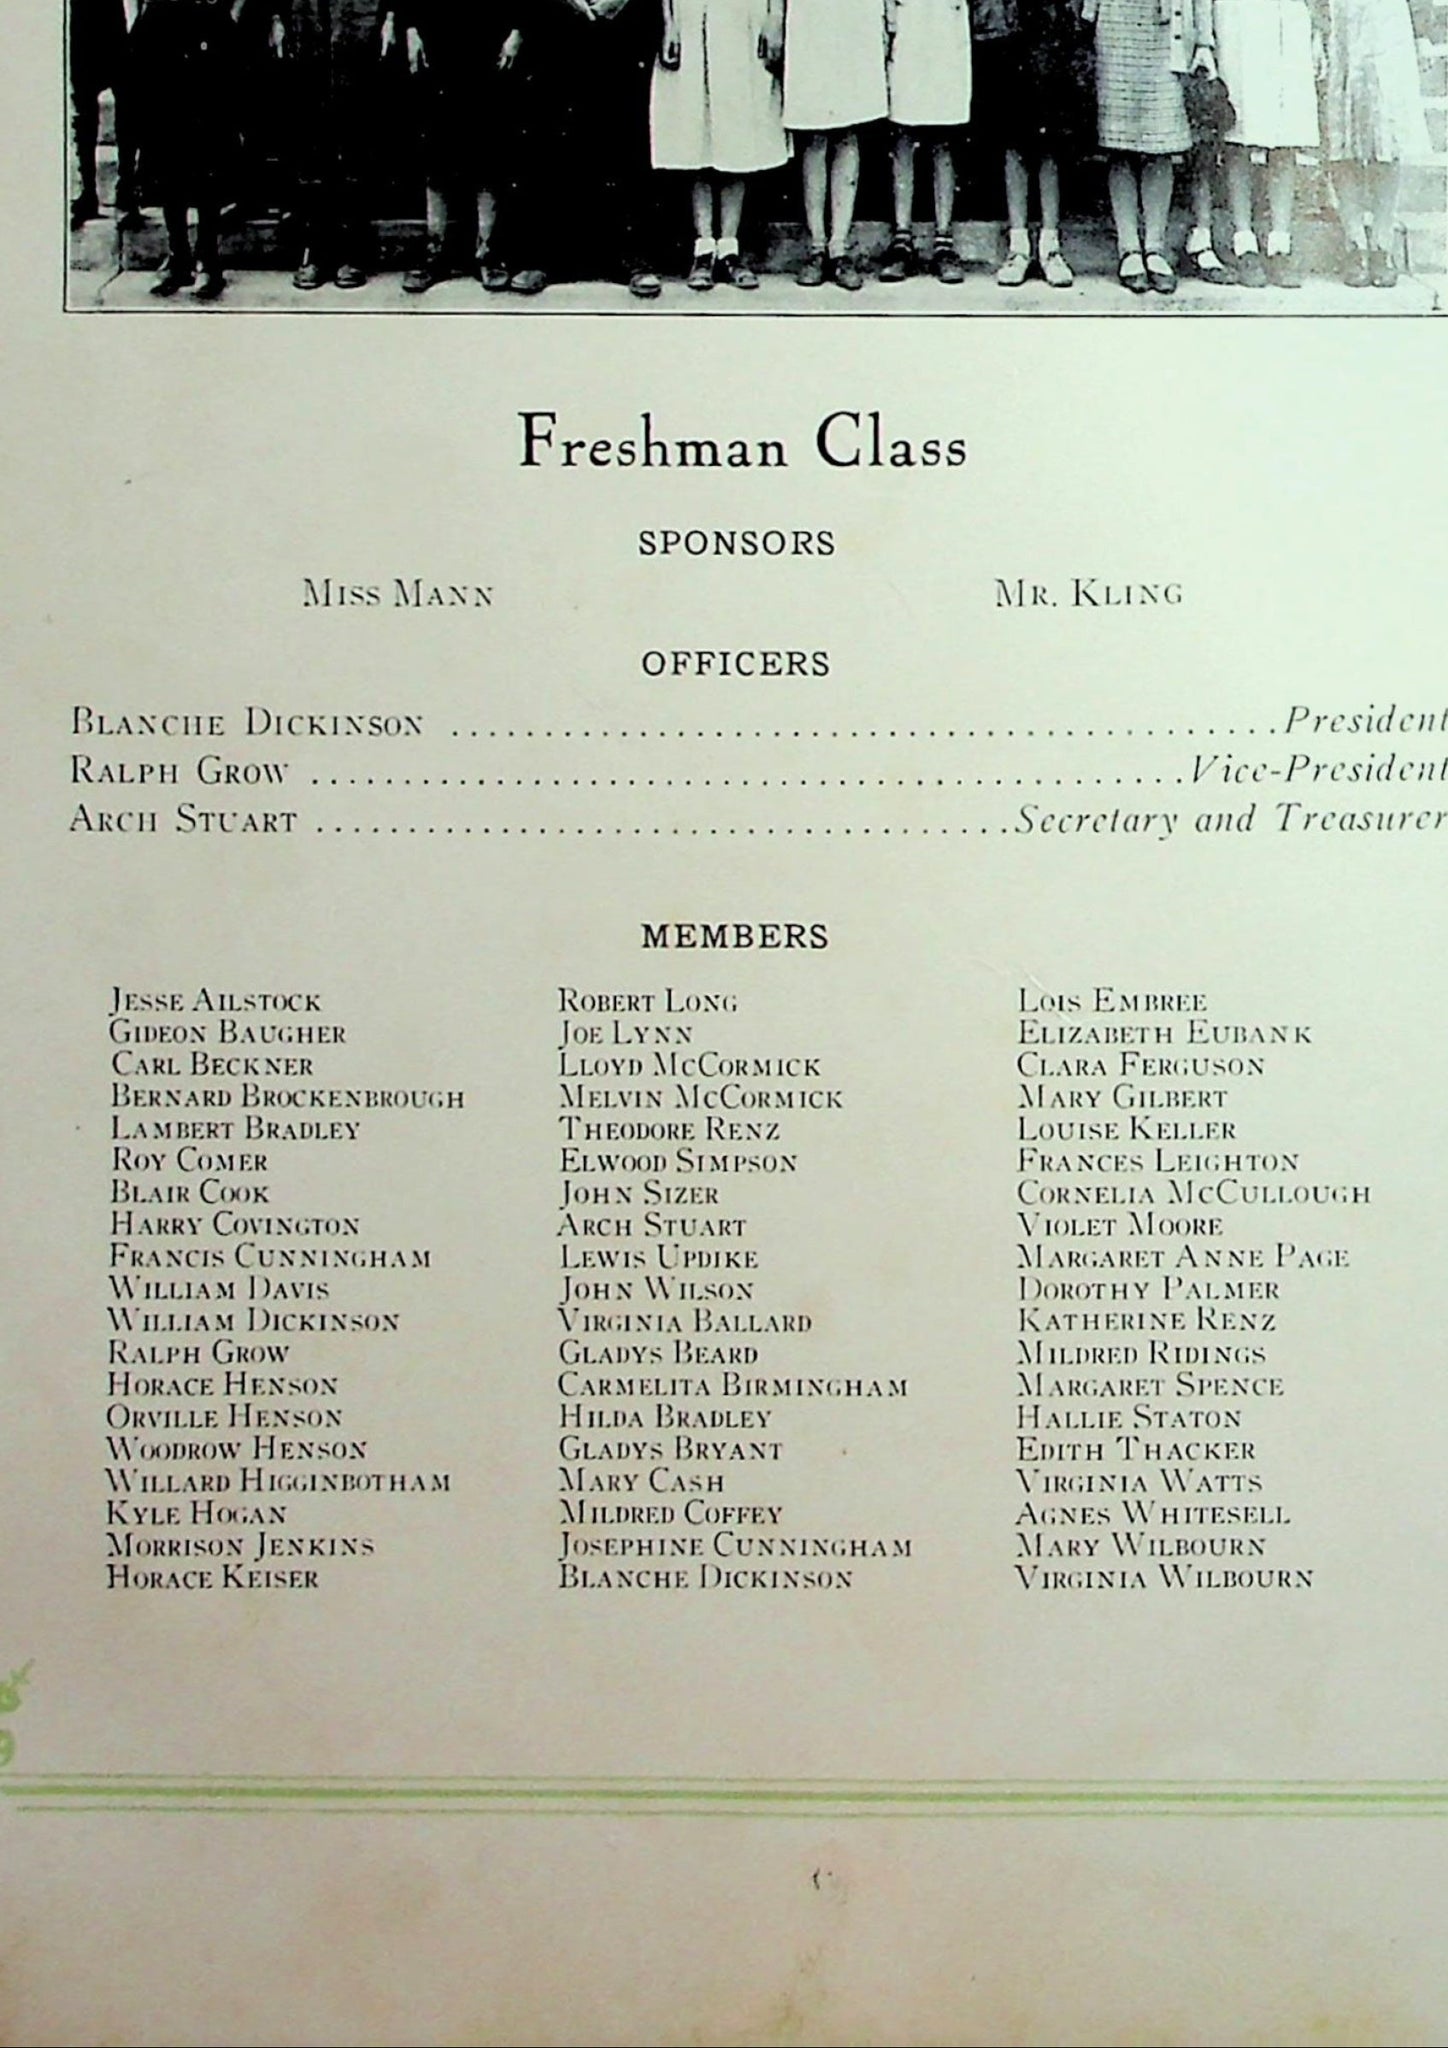 Freshman Class
SPONSORS
MISS MANN MR. KLING
OFFICERS
BLANCHE DICKINSON ............................................. President
RALPH GROW ............................................. Vice-President
ARCH STUART ..................................... Secretary and Treasurer
MEMBERS
JESSE AILSTOCK
GIDEON BAUGHER
CARL BECKNER
BERNARD BROCKENBROUGH
LAMBERT BRADLEY
ROY COMER
BLAIR COOK
HARRY COVINGTON
FRANCIS CUNNINGHAM
WILLIAM DAVIS
WILLIAM DICKINSON
RALPH GROW
HORACE HENSON
ORVILLE HENSON
WOODROW HENSON
WILLARD HIGGINBOTHAM
KYLE HOGAN
MORRISON JENKINS
HORACE KEISER
ROBERT LONG
JOE LYNN
LLOYD MCCORMICK
MELVIN MCCORMICK
THEODORE RENZ
ELWOOD SIMPSON
JOHN SIZER
ARCH STUART
LEWIS UPDIKE
JOHN WILSON
VIRGINIA BALLARD
GLADYS BEARD
CARMELITA BIRMINGHAM
HILDA BRADLEY
GLADYS BRYANT
MARY CASH
MILDRED COFFEY
JOSEPHINE CUNNINGHAM
BLANCHE DICKINSON
LOIS EMBREE
ELIZABETH EUBANK
CLARA FERGUSON
MARY GILBERT
LOUISE KELLER
FRANCES LEIGHTON
CORNELIA MCCULLOUGH
VIOLET MOORE
MARGARET ANNE PAGE
DOROTHY PALMER
KATHERINE RENZ
MILDRED RIDINGS
MARGARET SPENCE
HALLIE STATON
EDITH THACKER
VIRGINIA WATTS
AGNES WHITESELL
MARY WILBOURN
VIRGINIA WILBOURN